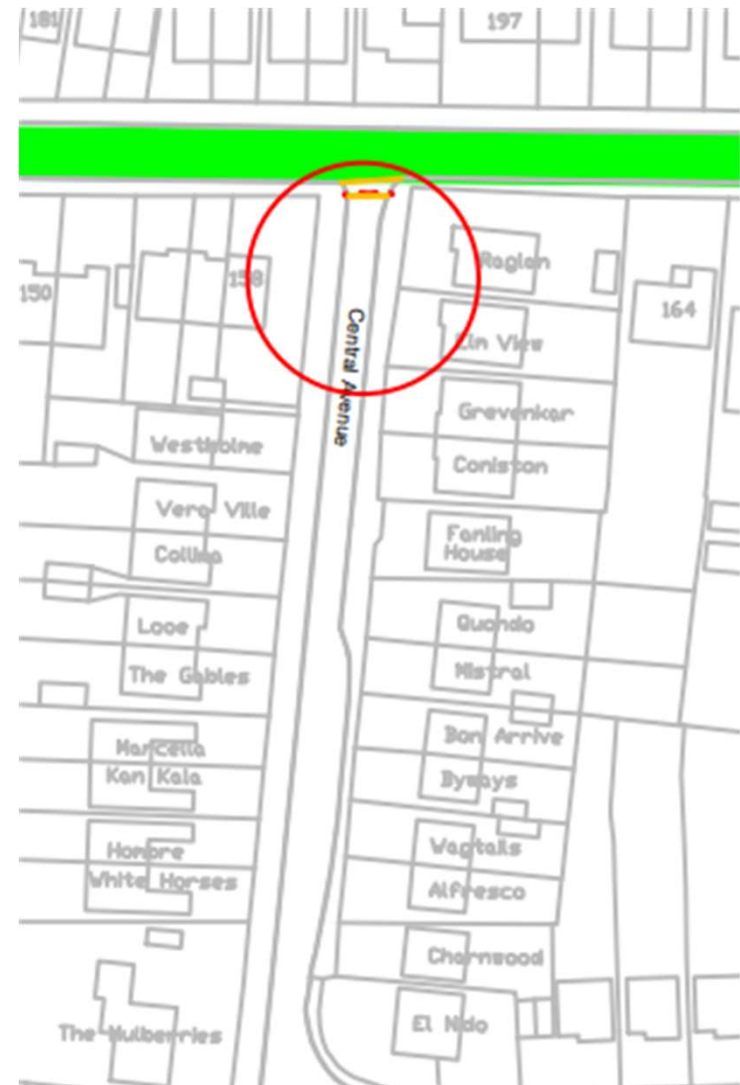 181
197
Raglan
158
150
164
Elm View
Central Avenue
Grevenkar
Westholme
Coniston
Vera Ville
Fanling
House
Collina
Quando
Looe
Mistral
The Gables
Bon Arrive
Marcella
Kan Kala
Byways
Wagtails
Hombre
White Horses
Alfresco
Charnwood
El Nido
The Mulberries